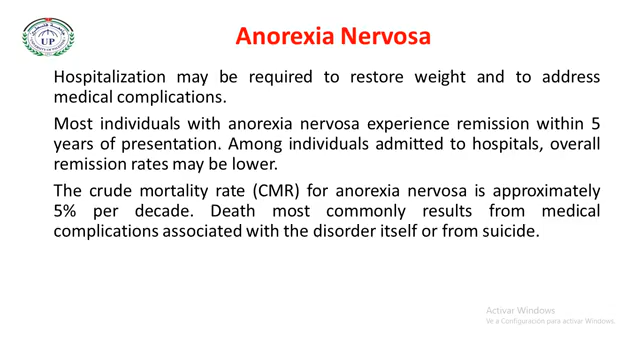 UP
Anorexia Nervosa
Hospitalization may be required to restore weight and to address
medical complications.
Most individuals with anorexia nervosa experience remission within 5
years of presentation. Among individuals admitted to hospitals, overall
remission rates may be lower.
The crude mortality rate (CMR) for anorexia nervosa is approximately
5% per decade. Death most commonly results from medical
complications associated with the disorder itself or from suicide.
Activar Windows
Ve a Configuración para activar Windows.